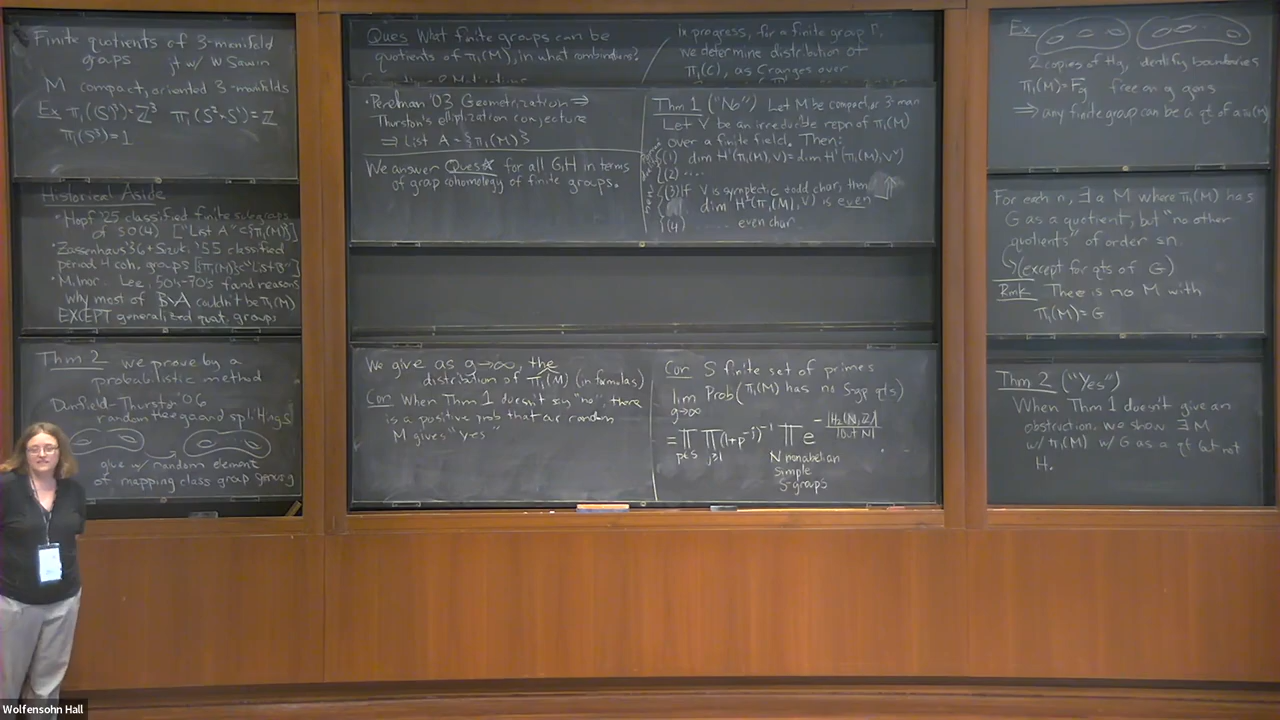 Finite quotients of 3-manifold
groups jt w/ W Sawin
M compact, oriented 3-manifolds
Ex π₁((S¹)³)=Z³ π₁(S²×S¹)=Z
π₁(S³)=1
Historical Aside
• Hopf '25 classified finite subgroups
of SO(4) ["List A" ⊂{π₁(M)}]
classified
period 4 coh. groups
• Milnor Lee, 50s-70's found reasons
why most of B\A couldn't be π₁(M)
EXCEPT generalized quat. groups
Thm 2 we prove by a
probabilistic method
Dunfield-Thurston '06
random Heegaard splittings
glue w/ random element
of mapping class group genus g
Ques What finite groups can be
quotients of π₁(M), in what combinations?
in progress, for a finite group Γ,
we determine distribution of
π₁(C), as C ranges over
• Perelman '03 Geometrization ⇒
Thurston's elliptization conjecture
⇒ List A = {π₁(M)}
We answer Ques for all G,H in terms
of group cohomology of finite groups.
Thm 1 ("No") Let M be compact or 3-man
Let V be an irreducible repn of π₁(M)
over a finite field. Then:
(1) dim H¹(π₁(M),V)=dim H¹(π₁(M),V^∨)
(2) ....
(3) If V is symplectic + odd char, then
dim H¹(π₁(M),V) is even
(4) .... even char.
We give as g→∞, the
distribution of π₁(M) (in formulas)
Cor When Thm 1 doesn't say "no", there
is a positive prob that our random
M gives "yes"
Cor S finite set of primes
lim Prob(π₁(M) has no S-gp qts)
g→∞
= ∏ ∏ (1+p^{-j})^{-1} ∏ e^{-|H₂(N,Z)|/|Out N|}
p∈S j≥1 N nonabelian
simple
S-groups
Ex
2 copies of Hg, identify boundaries
π₁(M)=Fg free on g gens
⇒ any finite group can be a qt of a π₁(M)
For each n, ∃ a M where π₁(M) has
G as a quotient, but "no other
quotients" of order ≤n.
(except for qts of G)
Rmk There is no M with
π₁(M)=G
Thm 2 ("Yes")
When Thm 1 doesn't give an
obstruction, we show ∃ M
w/ π₁(M) w/ G as a qt but not
H.
Wolfensohn Hall